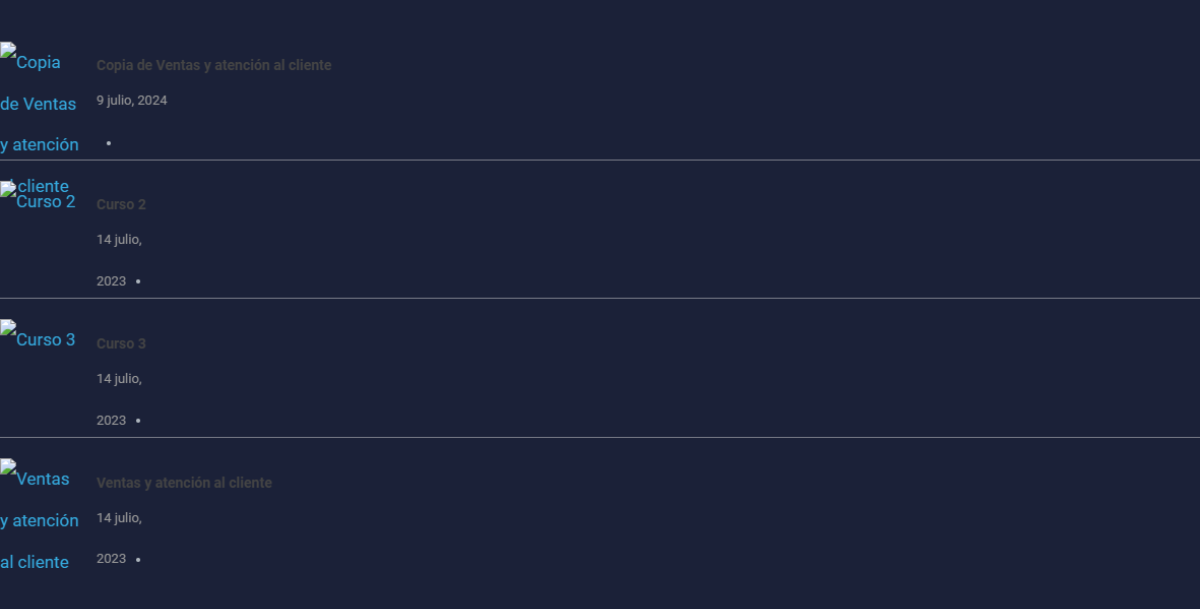 Copia
de Ventas
y atención
cliente
Copia de Ventas y atención al cliente
9 julio, 2024
•
Curso 2
Curso 2
14 julio,
2023 •
Curso 3
Curso 3
14 julio,
2023 •
Ventas
y atención
al cliente
Ventas y atención al cliente
14 julio,
2023 •